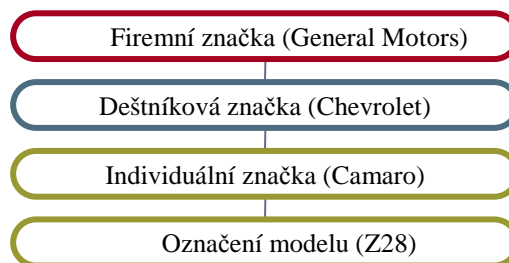 Firemní značka (General Motors)
Deštníková značka (Chevrolet)
Individuální značka (Camaro)
Označení modelu (Z28)